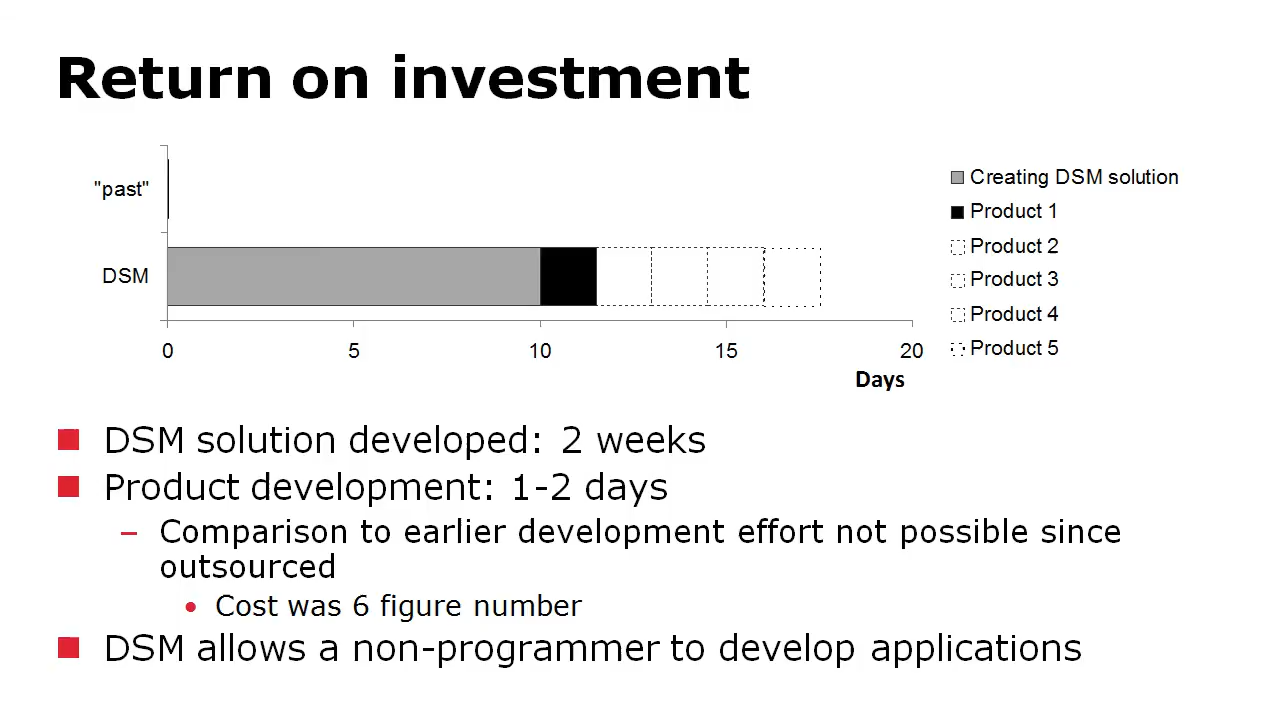 Return on investment
"past"
DSM
0 5 10 15 20
Days
Creating DSM solution
Product 1
Product 2
Product 3
Product 4
Product 5
DSM solution developed: 2 weeks
Product development: 1-2 days
– Comparison to earlier development effort not possible since
outsourced
• Cost was 6 figure number
DSM allows a non-programmer to develop applications